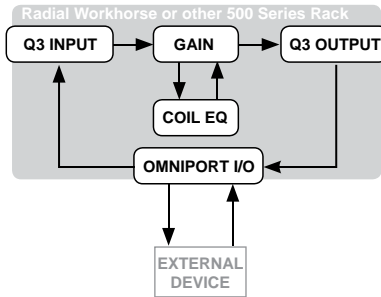 Radial Workhorse or other 500 Series Rack
Q3 INPUT
GAIN
Q3 OUTPUT
COIL EQ
OMNIPORT I/O
EXTERNAL
DEVICE